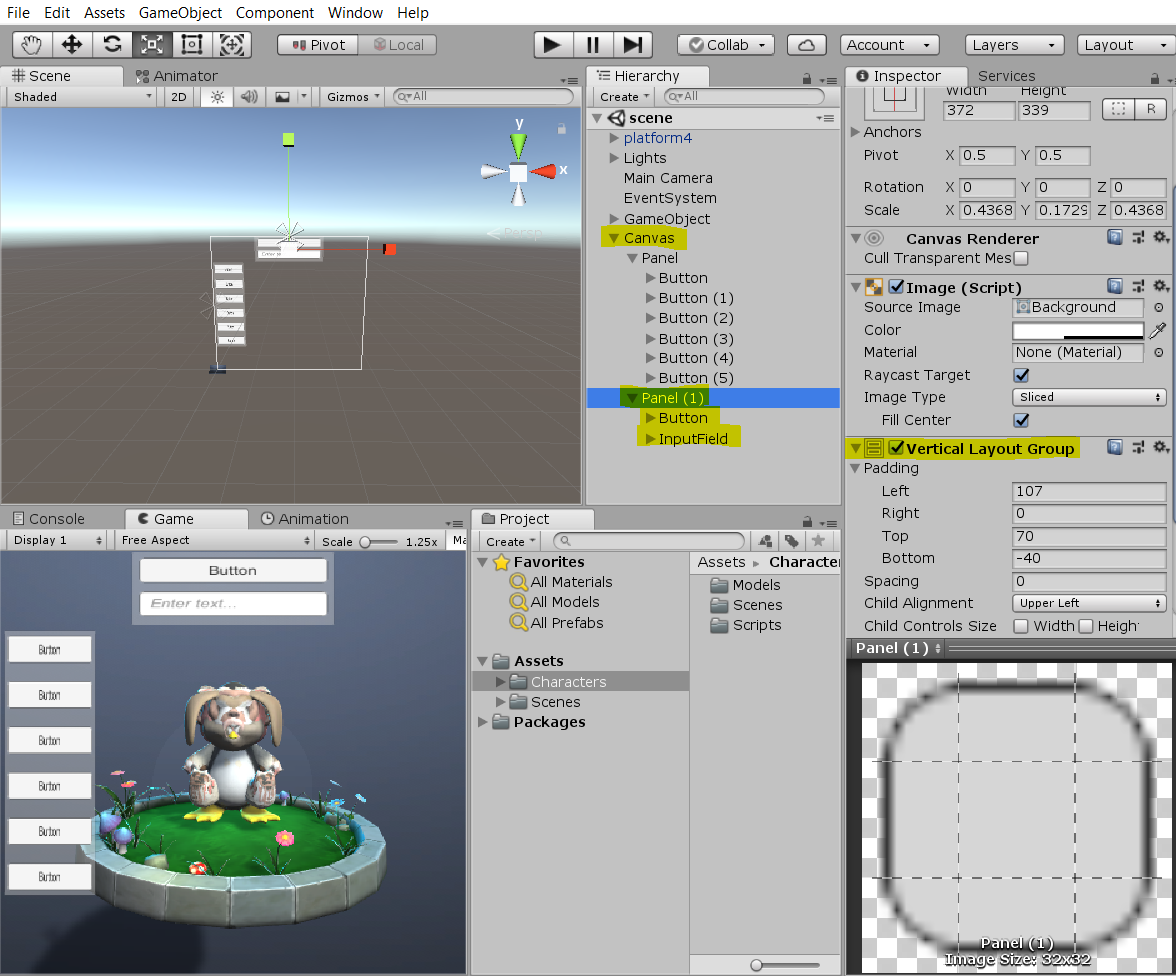 File Edit Assets GameObject Component Window Help
Pivot Local Collab Account Layers Layout
Scene Animator
Shaded 2D Gizmos All
y
x
Persp
Hierarchy
Create All
scene
platform4
Lights
Main Camera
EventSystem
GameObject
Canvas
Panel
Button
Button (1)
Button (2)
Button (3)
Button (4)
Button (5)
Panel (1)
Button
InputField
Inspector Services
Width Height
372 339
R
Anchors
Pivot X 0.5 Y 0.5
Rotation X 0 Y 0 Z 0
Scale X 0.4368 Y 0.1729 Z 0.4368
Canvas Renderer
Cull Transparent Mes
Image (Script)
Source Image Background
Color
Material None (Material)
Raycast Target
Image Type Sliced
Fill Center
Vertical Layout Group
Padding
Left 107
Right 0
Top 70
Bottom -40
Spacing 0
Child Alignment Upper Left
Child Controls Size Width Heigh
Panel (1)
Panel (1)
Image Size: 32x32
Console Game Animation
Display 1 Free Aspect Scale 1.25x Ma
Button
Enter text...
Button
Button
Button
Button
Button
Button
Project
Create
Favorites
All Materials
All Models
All Prefabs
Assets
Characters
Scenes
Packages
Assets Character
Models
Scenes
Scripts